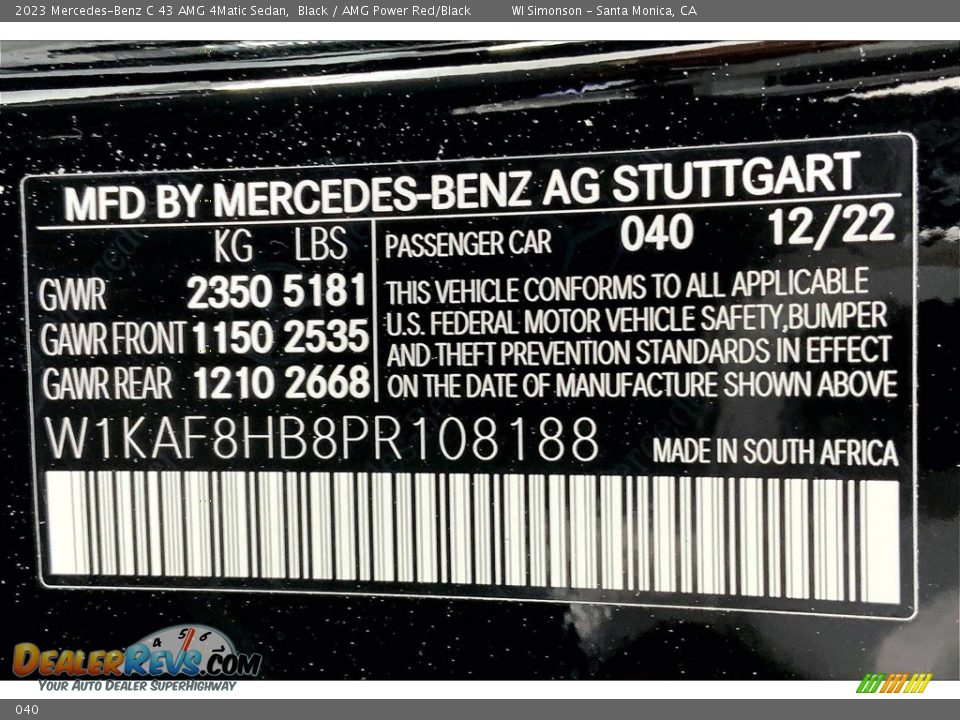 2023 Mercedes-Benz C 43 AMG 4Matic Sedan, Black / AMG Power Red/Black WI Simonson - Santa Monica, CA
MFD BY MERCEDES-BENZ AG STUTTGART
KG LBS
GVWR 2350 5181
GAWR FRONT 1150 2535
GAWR REAR 1210 2668
PASSENGER CAR 040 12/22
THIS VEHICLE CONFORMS TO ALL APPLICABLE
U.S. FEDERAL MOTOR VEHICLE SAFETY,BUMPER
AND THEFT PREVENTION STANDARDS IN EFFECT
ON THE DATE OF MANUFACTURE SHOWN ABOVE
W1KAF8HB8PR108188
MADE IN SOUTH AFRICA
4 5 6
DEALERREVS.COM
YOUR AUTO DEALER SUPERHIGHWAY
040